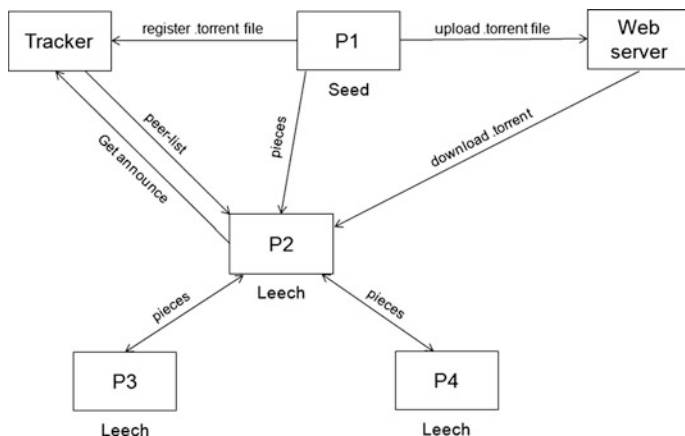 Tracker
register .torrent file
P1
upload .torrent file
Web
server
Seed
peer-list
Get announce
pieces
download .torrent
P2
Leech
pieces
pieces
P3
P4
Leech
Leech